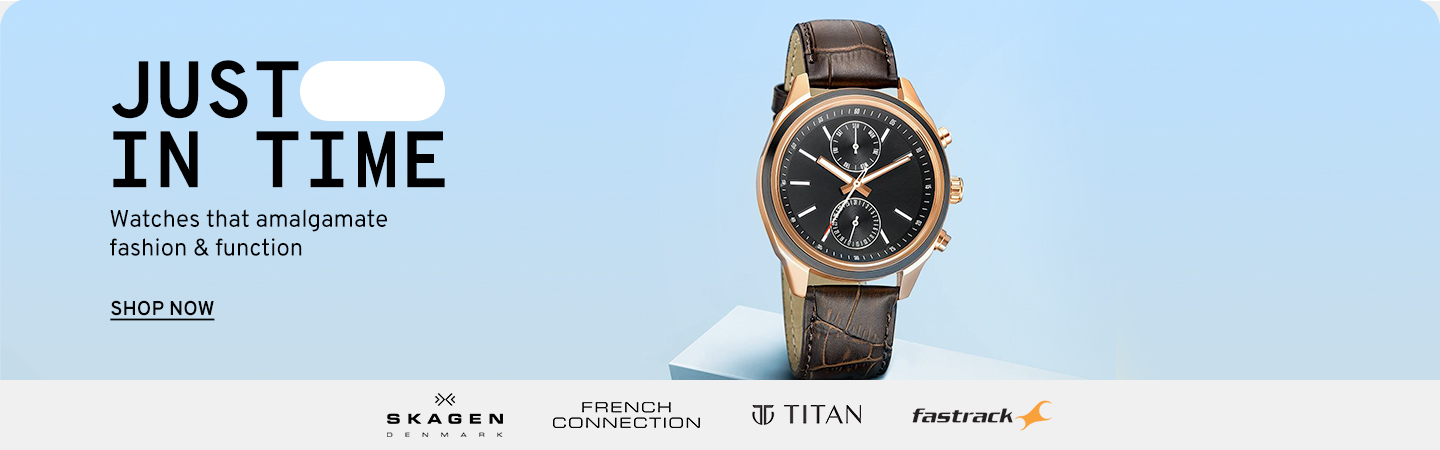 JUST
IN TIME
Watches that amalgamate
fashion & function
SHOP NOW
SKAGEN
DENMARK
FRENCH
CONNECTION
TITAN
fastrack